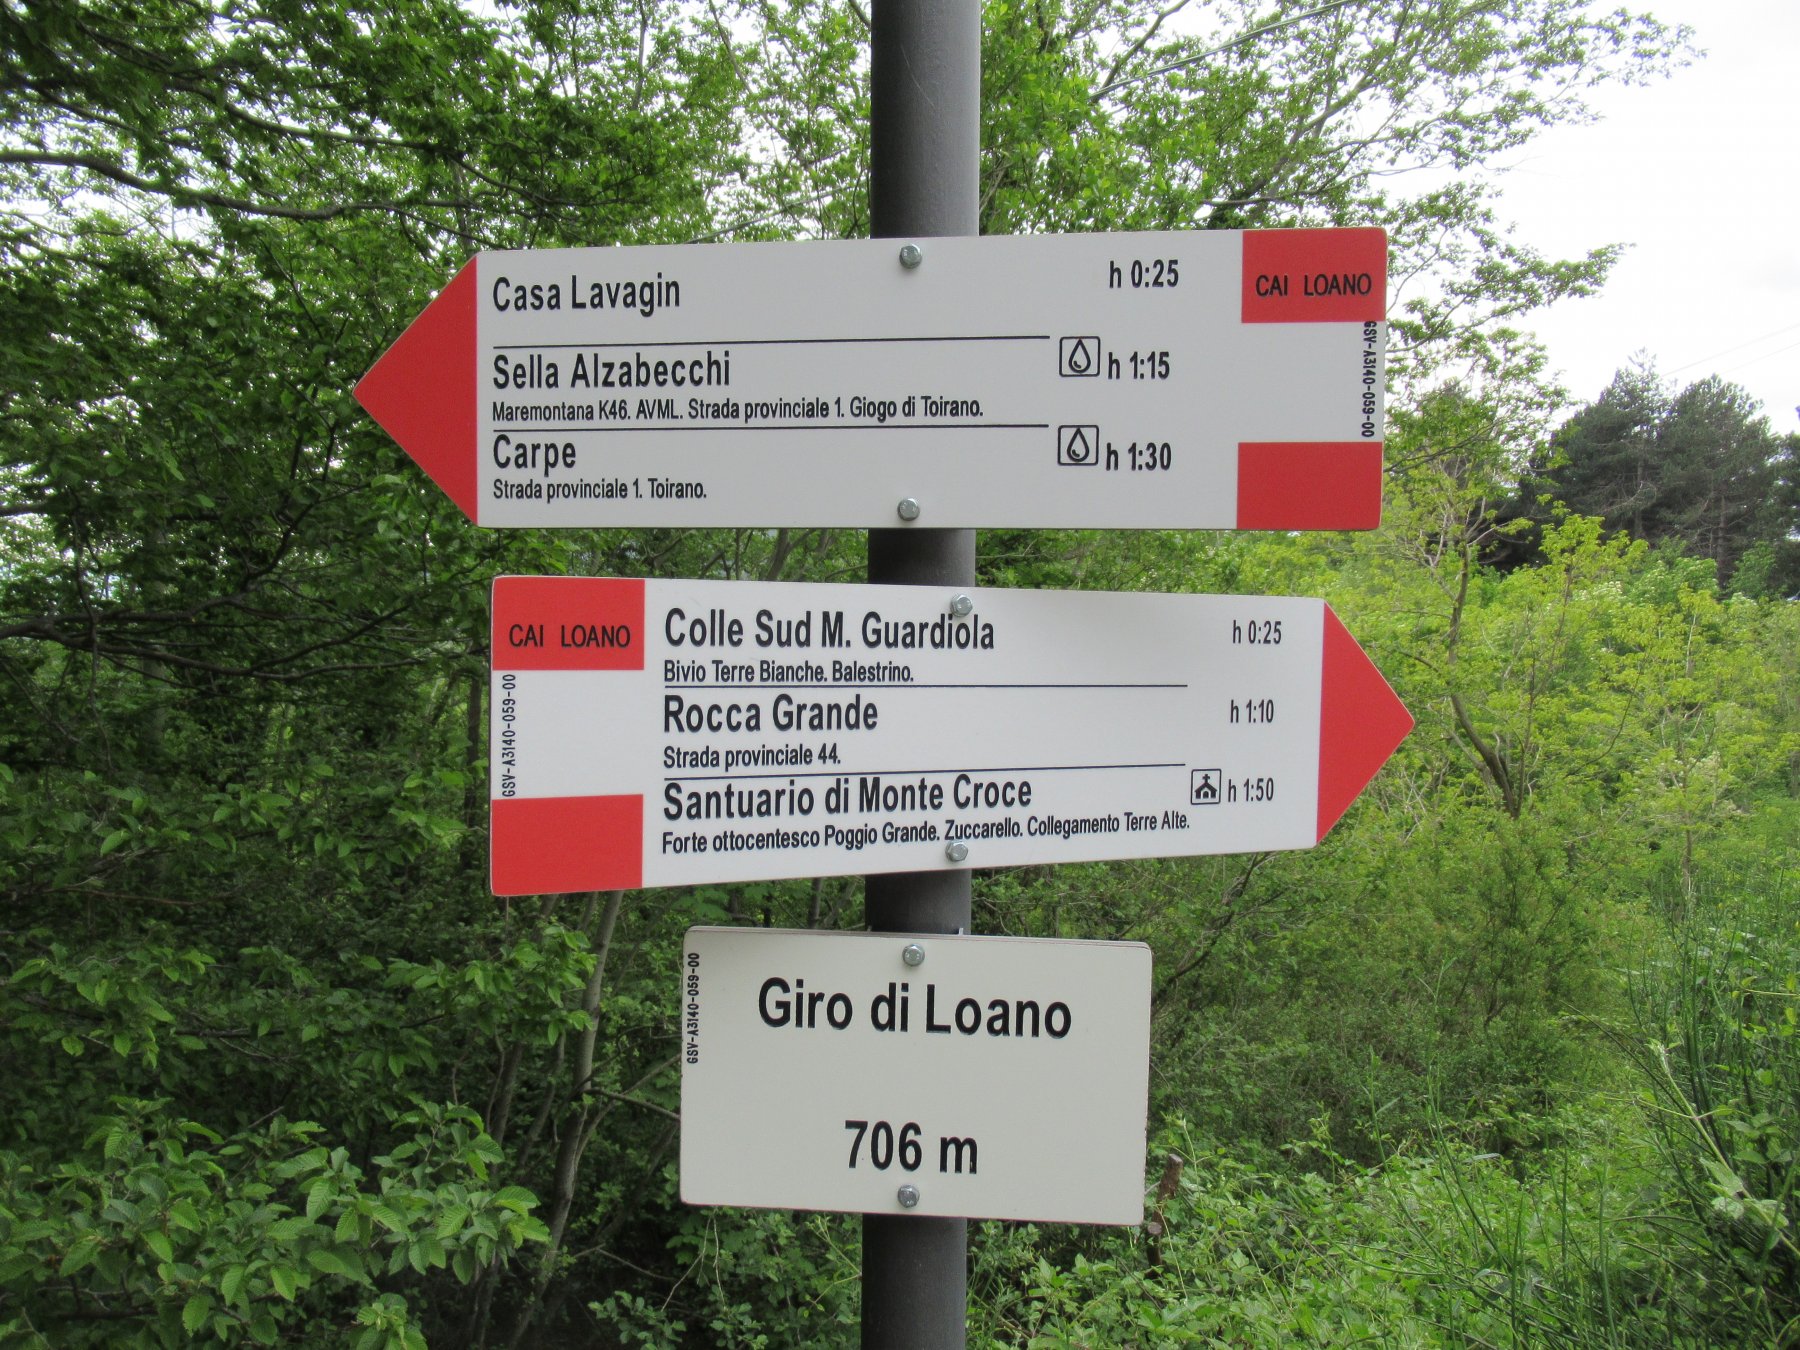 Casa Lavagin h 0:25
CAI LOANO
GSV-A3140-059-00
Sella Alzabecchi h 1:15
Maremontana K46. AVML. Strada provinciale 1. Giogo di Toirano.
Carpe h 1:30
Strada provinciale 1. Toirano.
CAI LOANO
GSV-A3140-059-00
Colle Sud M. Guardiola h 0:25
Bivio Terre Bianche. Balestrino.
Rocca Grande h 1:10
Strada provinciale 44.
Santuario di Monte Croce h 1:50
Forte ottocentesco Poggio Grande. Zuccarello. Collegamento Terre Alte.
GSV-A3140-059-00
Giro di Loano
706 m